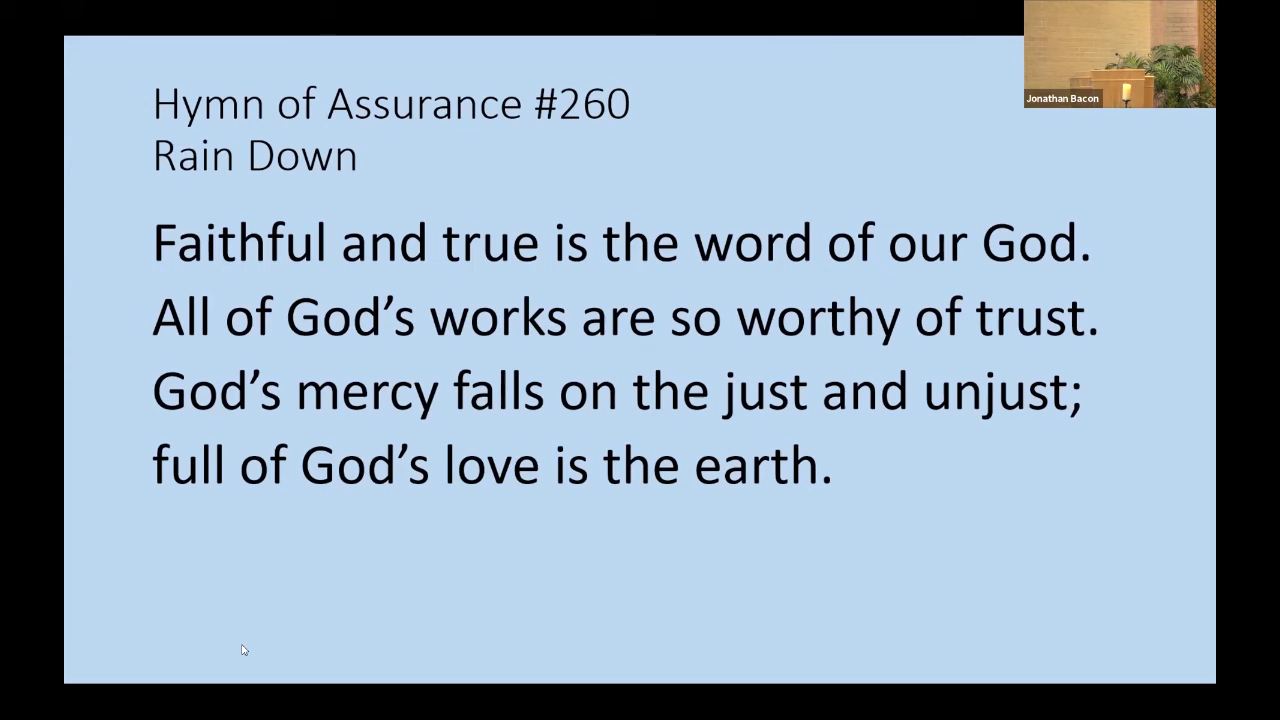 Hymn of Assurance #260
Rain Down
Faithful and true is the word of our God.
All of God’s works are so worthy of trust.
God’s mercy falls on the just and unjust;
full of God’s love is the earth.
Jonathan Bacon